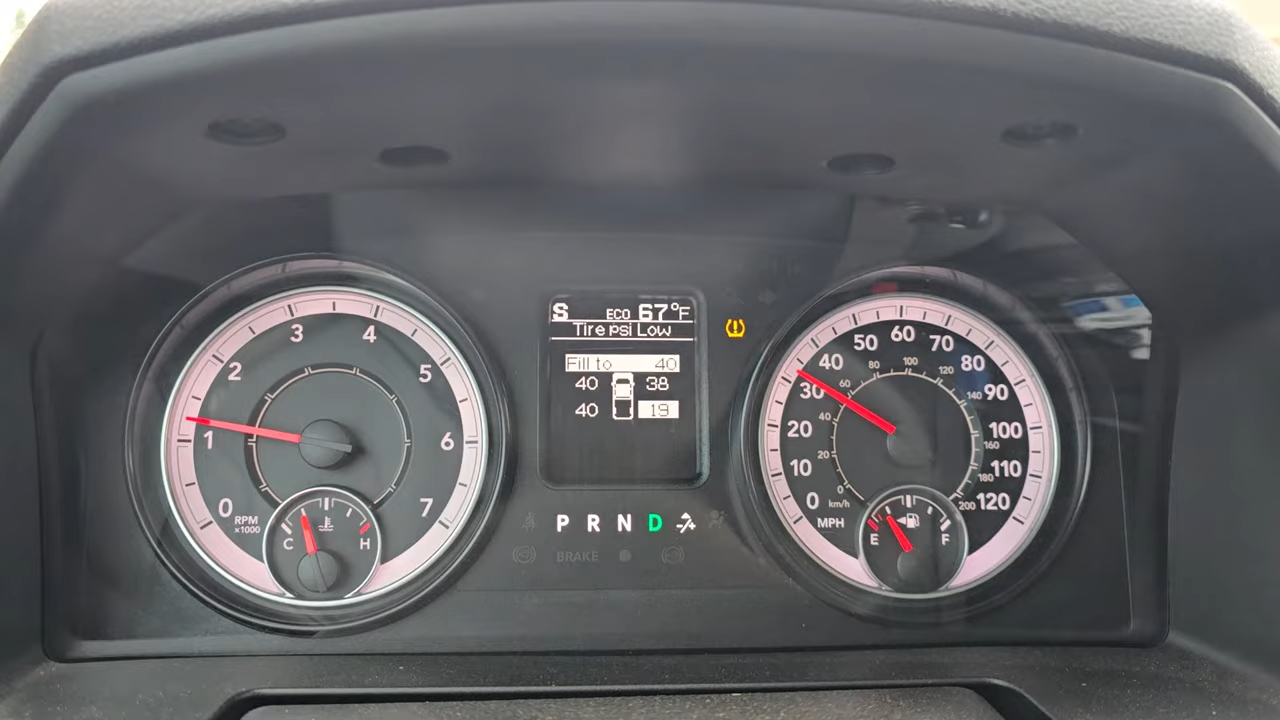 S ECO 67°F
Tire psi Low
Fill to 40
40 38
40 19
0 1 2 3 4 5 6 7
RPM
×1000
C H
P R N D
BRAKE
0 10 20 30 40 50 60 70 80 90 100 110 120
0 20 40 60 80 100 120 140 160 180 200
km/h
MPH
E F